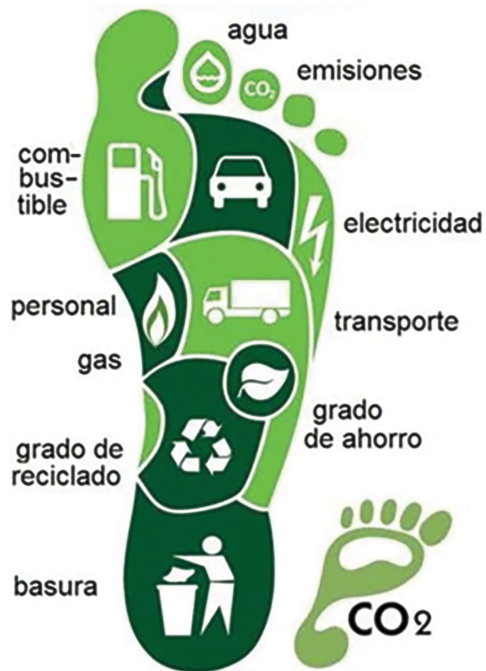 agua
CO₂
emisiones
com-
bus-
tible
electricidad
personal
transporte
gas
grado
de ahorro
grado de
reciclado
basura
CO2